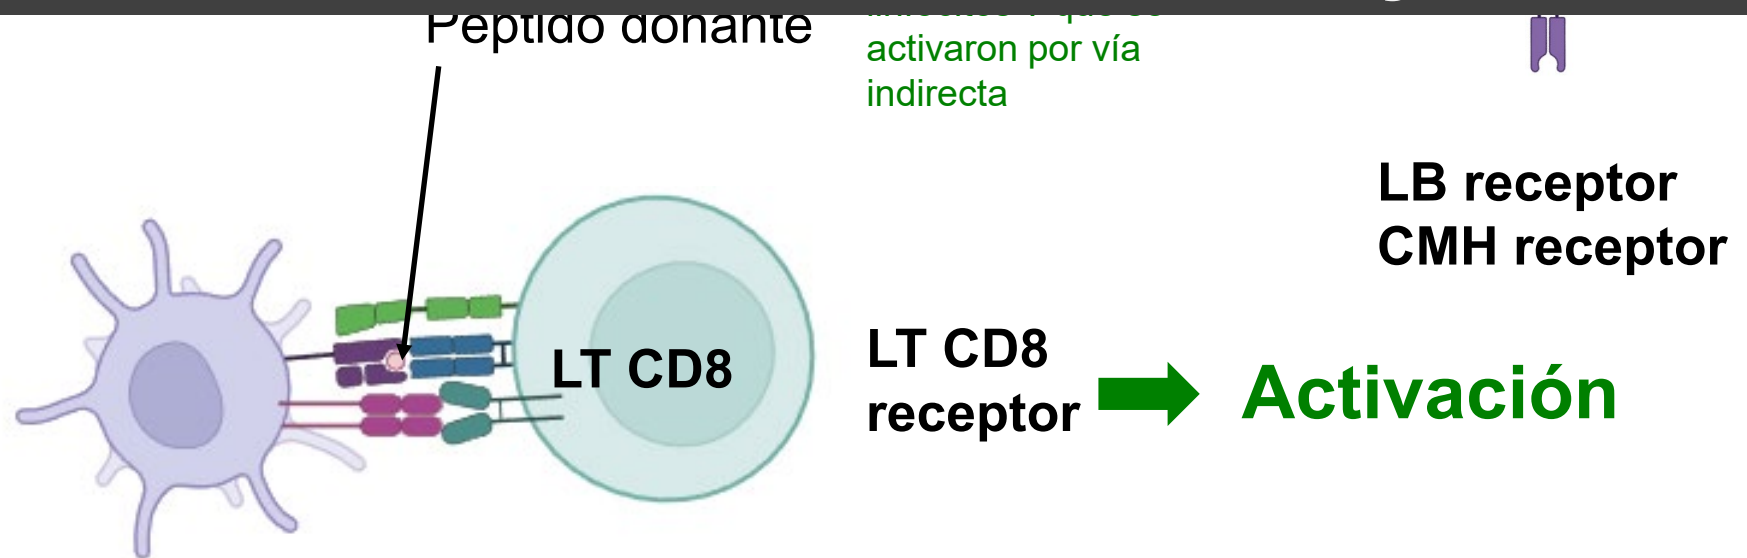 Peptido donante
activaron por vía
indirecta
LB receptor
CMH receptor
LT CD8
LT CD8
receptor
Activación